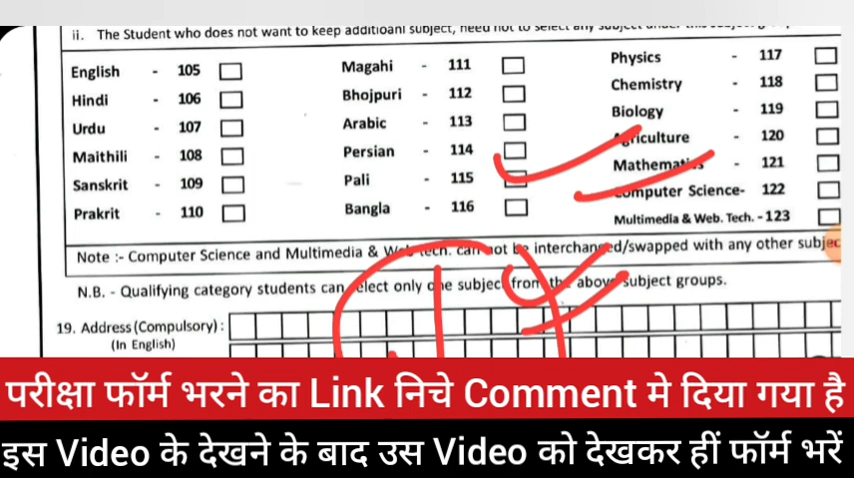 ii. The Student who does not want to keep additioanl subject, need not to select any subject under
English - 105 Magahi - 111 Physics - 117
Hindi - 106 Bhojpuri - 112 Chemistry - 118
Urdu - 107 Arabic - 113 Biology - 119
Maithili - 108 Persian - 114 Agriculture - 120
Sanskrit - 109 Pali - 115 Mathematics - 121
Prakrit - 110 Bangla - 116 Computer Science- 122
Multimedia & Web. Tech. - 123
Note :- Computer Science and Multimedia & Web Tech. can not be interchanged/swapped with any other subjec
N.B. - Qualifying category students can select only one subject from the above subject groups.
19. Address (Compulsory) :
(In English)
परीक्षा फॉर्म भरने का Link निचे Comment मे दिया गया है
इस Video के देखने के बाद उस Video को देखकर हीं फॉर्म भरें